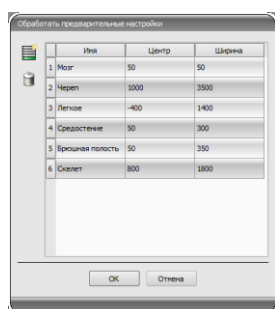 Обработать предварительные настройки
Имя Центр Ширина
1 Мозг 50 50
2 Череп 1000 3500
3 Легкое -400 1400
4 Средостение 50 300
5 Брюшная полость 50 350
6 Скелет 800 1800
OK Отмена